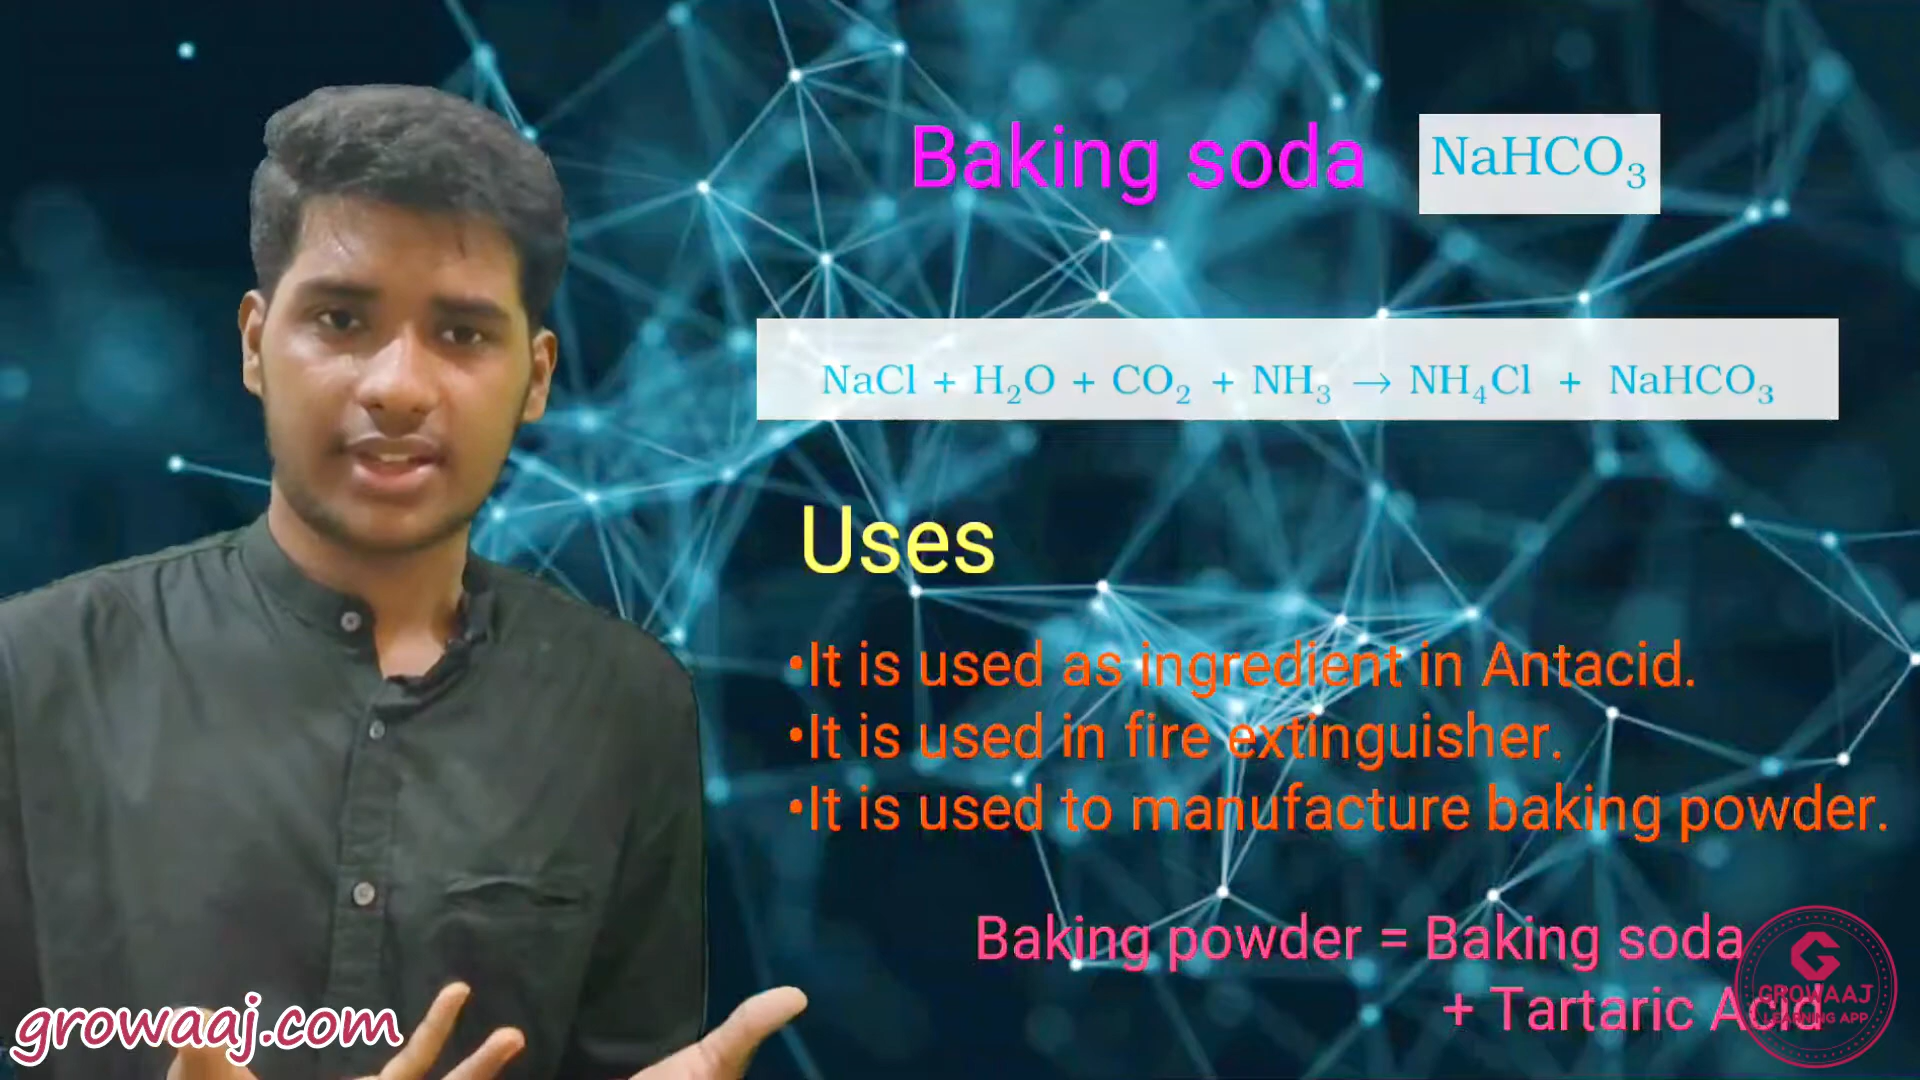 Baking soda NaHCO₃
NaCl + H₂O + CO₂ + NH₃ → NH₄Cl + NaHCO₃
Uses
•It is used as ingredient in Antacid.
•It is used in fire extinguisher.
•It is used to manufacture baking powder.
Baking powder = Baking soda
+ Tartaric Acid
growaaj.com
G
GROWAAJ
LEARNING APP